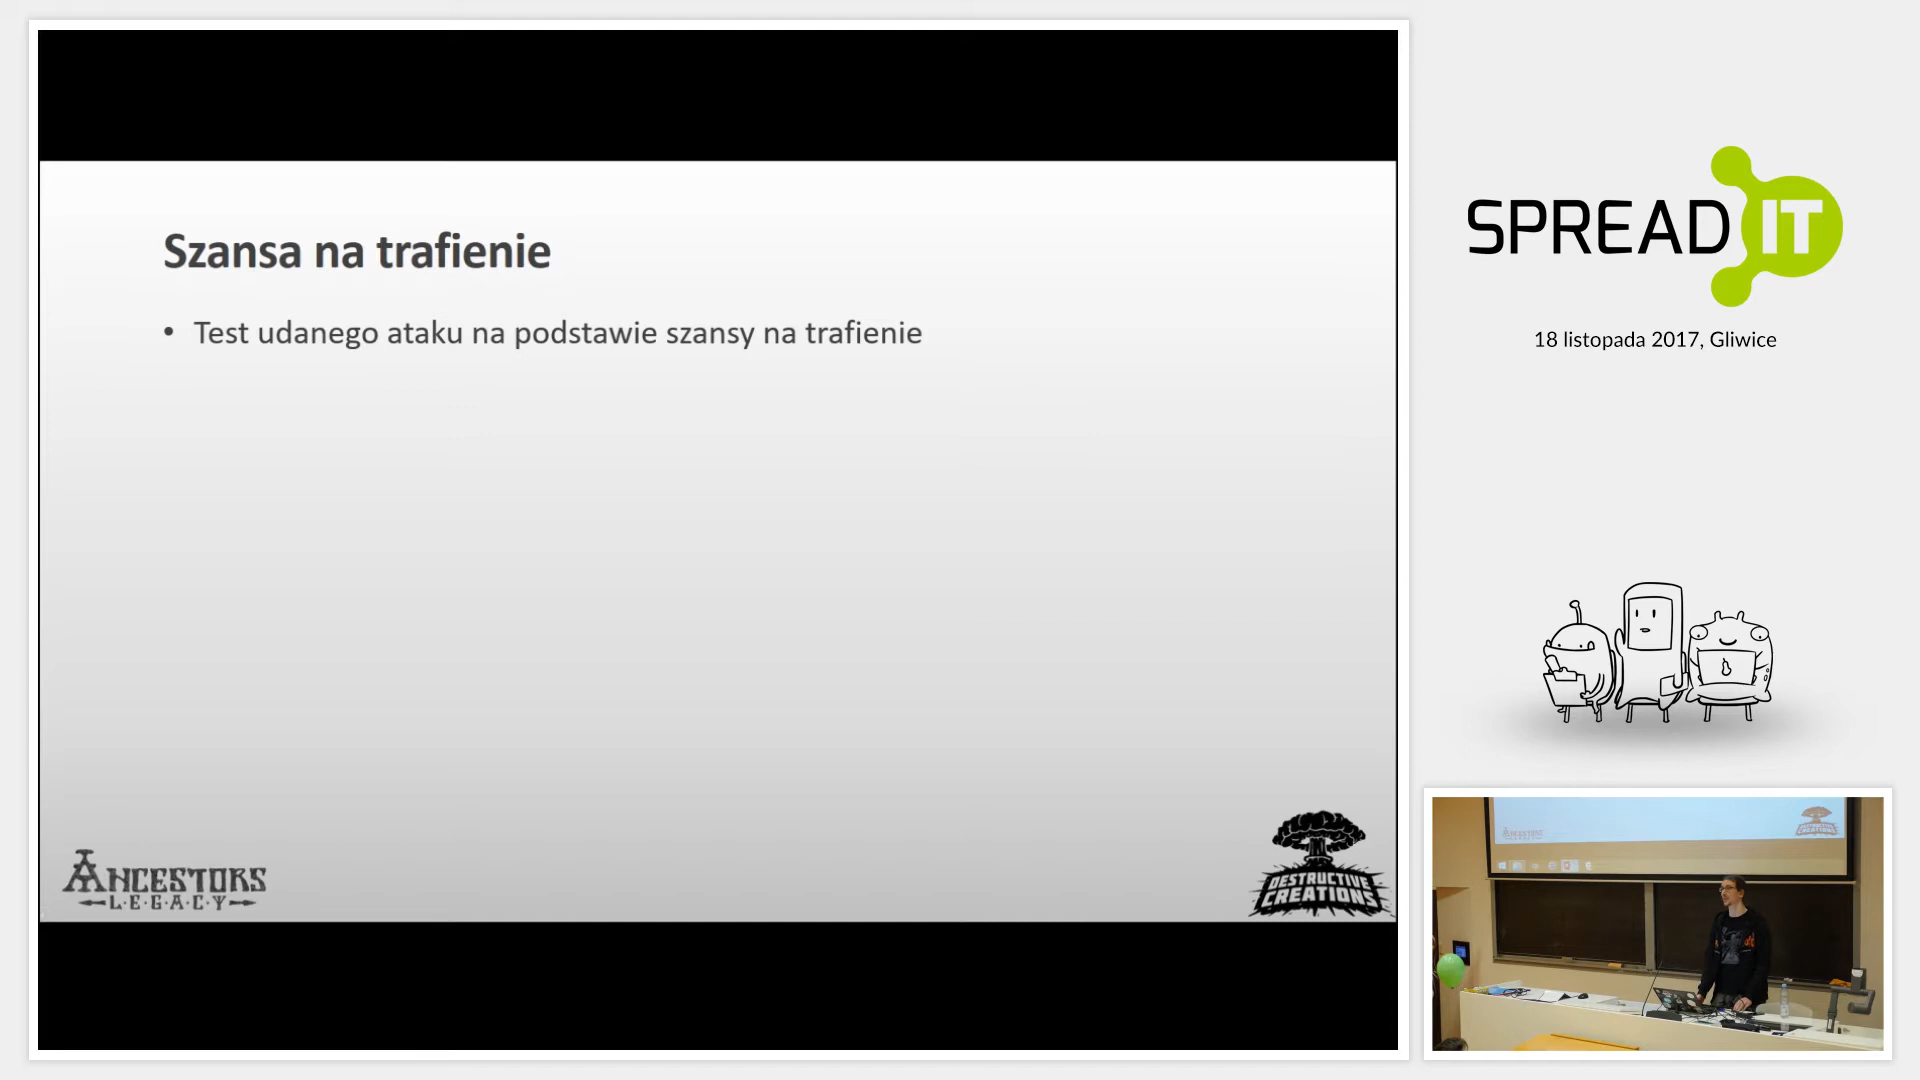 Szansa na trafienie
• Test udanego ataku na podstawie szansy na trafienie
ANCESTORS
L·E·G·A·C·Y
DESTRUCTIVE
CREATIONS
SPREAD IT
18 listopada 2017, Gliwice